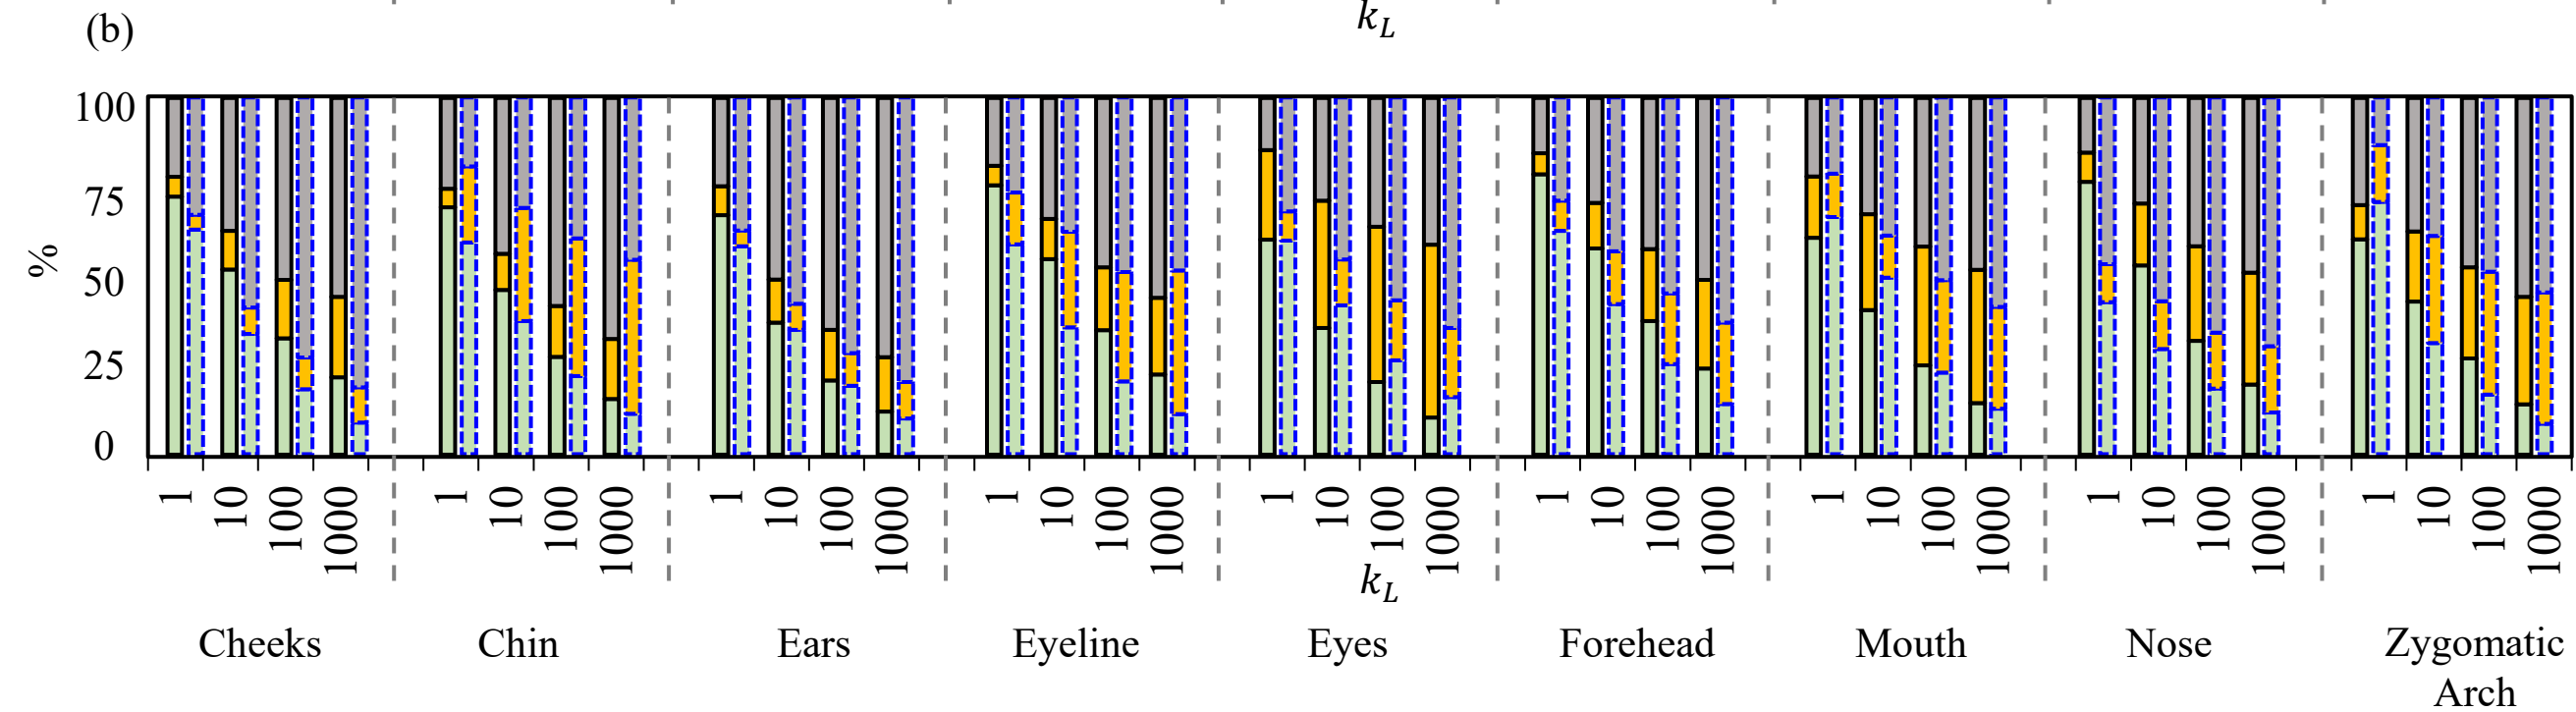 (b)
k_L
100
75
50
25
0
%
1 10 100 1000 1 10 100 1000 1 10 100 1000 1 10 100 1000 1 10 100 1000 1 10 100 1000 1 10 100 1000 1 10 100 1000 1 10 100 1000
k_L
Cheeks Chin Ears Eyeline Eyes Forehead Mouth Nose Zygomatic
Arch